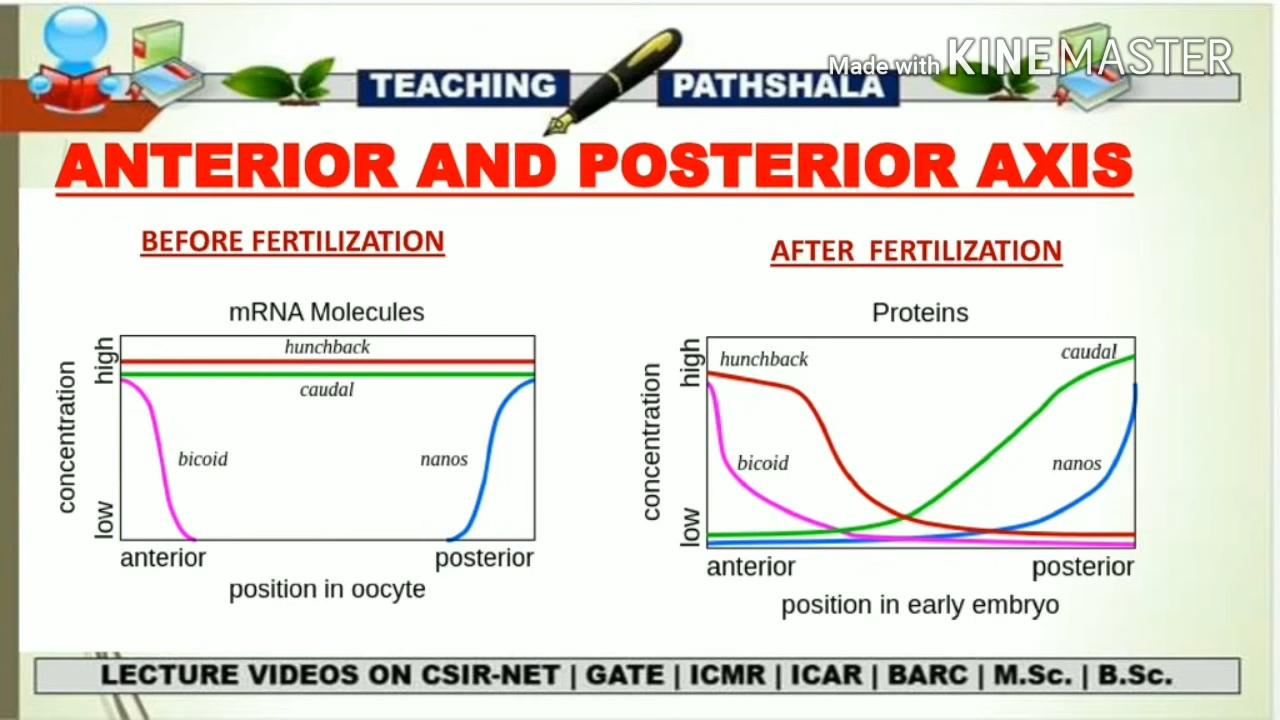 Made with KINEMASTER
TEACHING PATHSHALA
ANTERIOR AND POSTERIOR AXIS
BEFORE FERTILIZATION
mRNA Molecules
high
hunchback
caudal
concentration
bicoid
nanos
low
anterior
posterior
position in oocyte
AFTER FERTILIZATION
Proteins
high
hunchback
caudal
concentration
bicoid
nanos
low
anterior
posterior
position in early embryo
LECTURE VIDEOS ON CSIR-NET | GATE | ICMR | ICAR | BARC | M.Sc. | B.Sc.